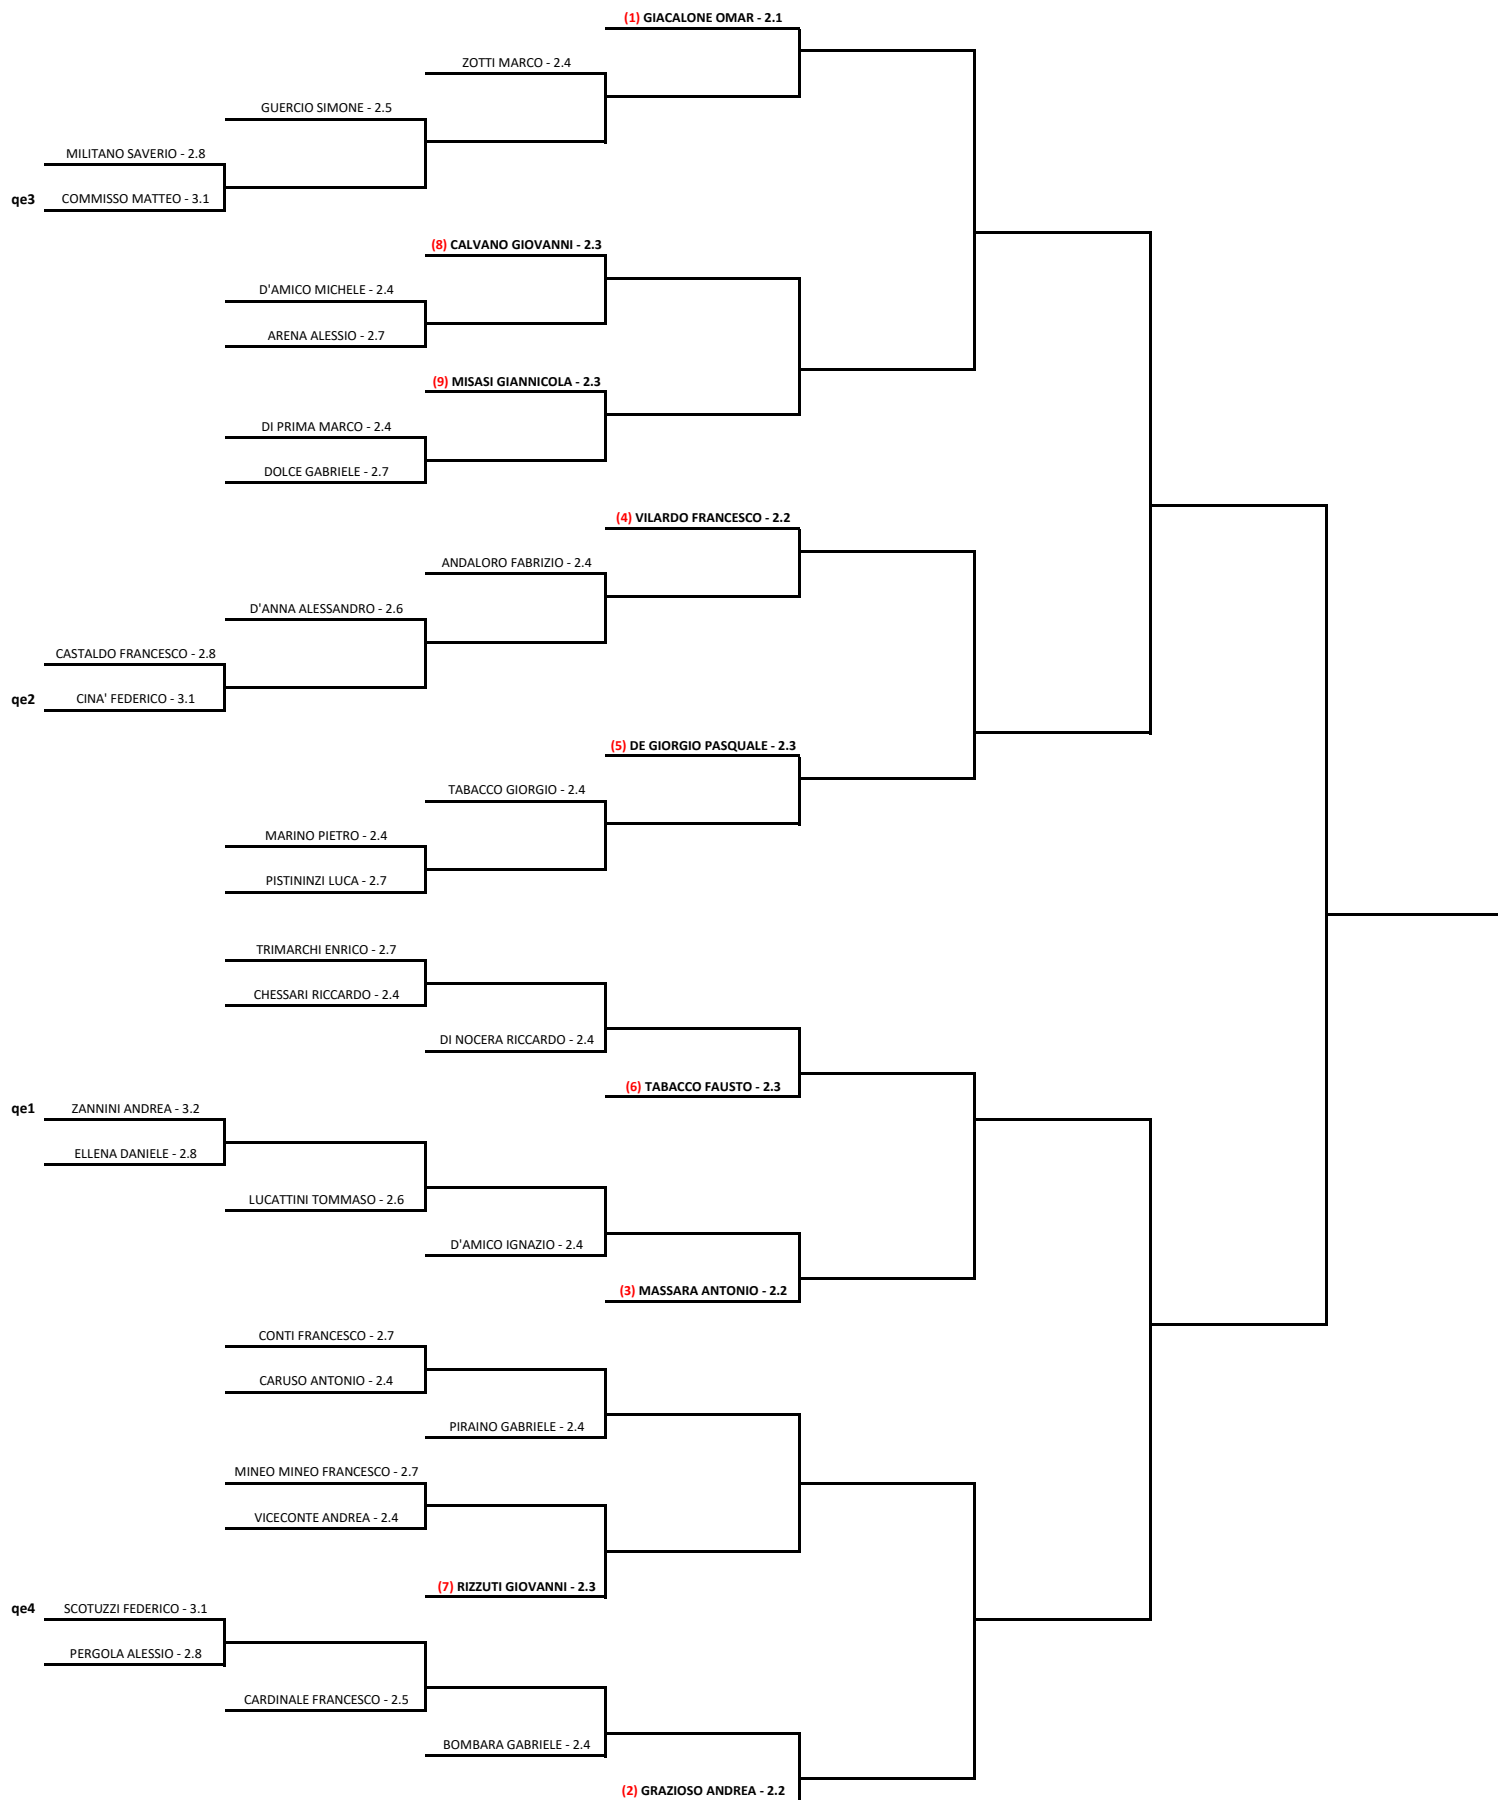 (1) GIACALONE OMAR - 2.1
ZOTTI MARCO - 2.4
GUERCIO SIMONE - 2.5
MILITANO SAVERIO - 2.8
qe3 COMMISSO MATTEO - 3.1
(8) CALVANO GIOVANNI - 2.3
D'AMICO MICHELE - 2.4
ARENA ALESSIO - 2.7
(9) MISASI GIANNICOLA - 2.3
DI PRIMA MARCO - 2.4
DOLCE GABRIELE - 2.7
(4) VILARDO FRANCESCO - 2.2
ANDALORO FABRIZIO - 2.4
D'ANNA ALESSANDRO - 2.6
CASTALDO FRANCESCO - 2.8
qe2 CINA' FEDERICO - 3.1
(5) DE GIORGIO PASQUALE - 2.3
TABACCO GIORGIO - 2.4
MARINO PIETRO - 2.4
PISTININZI LUCA - 2.7
TRIMARCHI ENRICO - 2.7
CHESSARI RICCARDO - 2.4
DI NOCERA RICCARDO - 2.4
(6) TABACCO FAUSTO - 2.3
qe1 ZANNINI ANDREA - 3.2
ELLENA DANIELE - 2.8
LUCATTINI TOMMASO - 2.6
D'AMICO IGNAZIO - 2.4
(3) MASSARA ANTONIO - 2.2
CONTI FRANCESCO - 2.7
CARUSO ANTONIO - 2.4
PIRAINO GABRIELE - 2.4
MINEO MINEO FRANCESCO - 2.7
VICECONTE ANDREA - 2.4
(7) RIZZUTI GIOVANNI - 2.3
qe4 SCOTUZZI FEDERICO - 3.1
PERGOLA ALESSIO - 2.8
CARDINALE FRANCESCO - 2.5
BOMBARA GABRIELE - 2.4
(2) GRAZIOSO ANDREA - 2.2